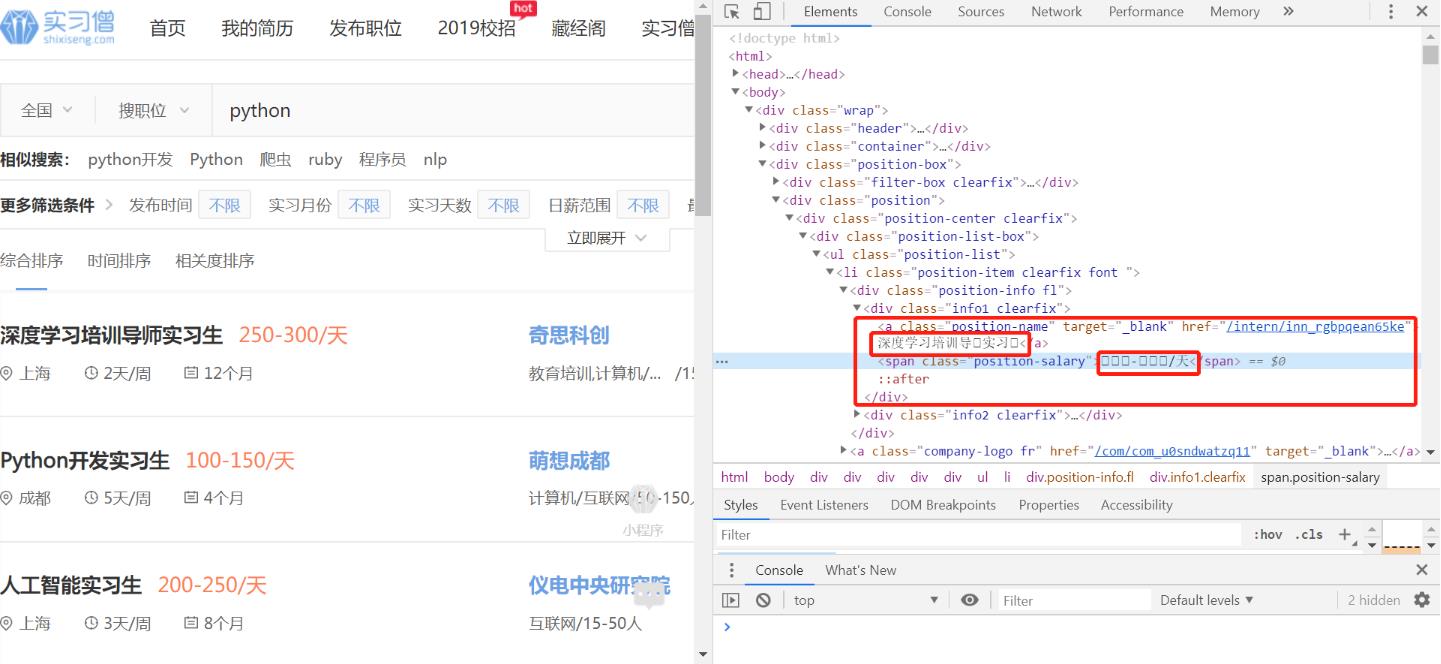 实习僧
shixiseng.com
首页 我的简历 发布职位 2019校招 hot 藏经阁 实习僧
全国 搜职位 python
相似搜索： python开发 Python 爬虫 ruby 程序员 nlp
更多筛选条件 发布时间 不限 实习月份 不限 实习天数 不限 日薪范围 不限
立即展开
综合排序 时间排序 相关度排序
深度学习培训导师实习生 250-300/天 奇思科创
上海 2天/周 12个月 教育培训,计算机/... /15
Python开发实习生 100-150/天 萌想成都
成都 5天/周 4个月 计算机/互联网/50-150人
小程序
人工智能实习生 200-250/天 仪电中央研究院
上海 3天/周 8个月 互联网/15-50人
Elements Console Sources Network Performance Memory »
<!doctype html>
<html>
<head>…</head>
<body>
<div class="wrap">
<div class="header">…</div>
<div class="container">…</div>
<div class="position-box">
<div class="filter-box clearfix">…</div>
<div class="position">
<div class="position-center clearfix">
<div class="position-list-box">
<ul class="position-list">
<li class="position-item clearfix font ">
<div class="position-info fl">
<div class="info1 clearfix">
<a class="position-name" target="_blank" href="/intern/inn_rgbpqean65ke"
深度学习培训导▯实习▯</a>
<span class="position-salary">▯▯▯-▯▯▯/天</span> == $0
::after
</div>
<div class="info2 clearfix">…</div>
</div>
<a class="company-logo fr" href="/com/com_u0sndwatzq11" target="_blank">…</a>
html body div div div div div ul li div.position-info.fl div.info1.clearfix span.position-salary
Styles Event Listeners DOM Breakpoints Properties Accessibility
Filter :hov .cls +
Console What's New
top Filter Default levels 2 hidden